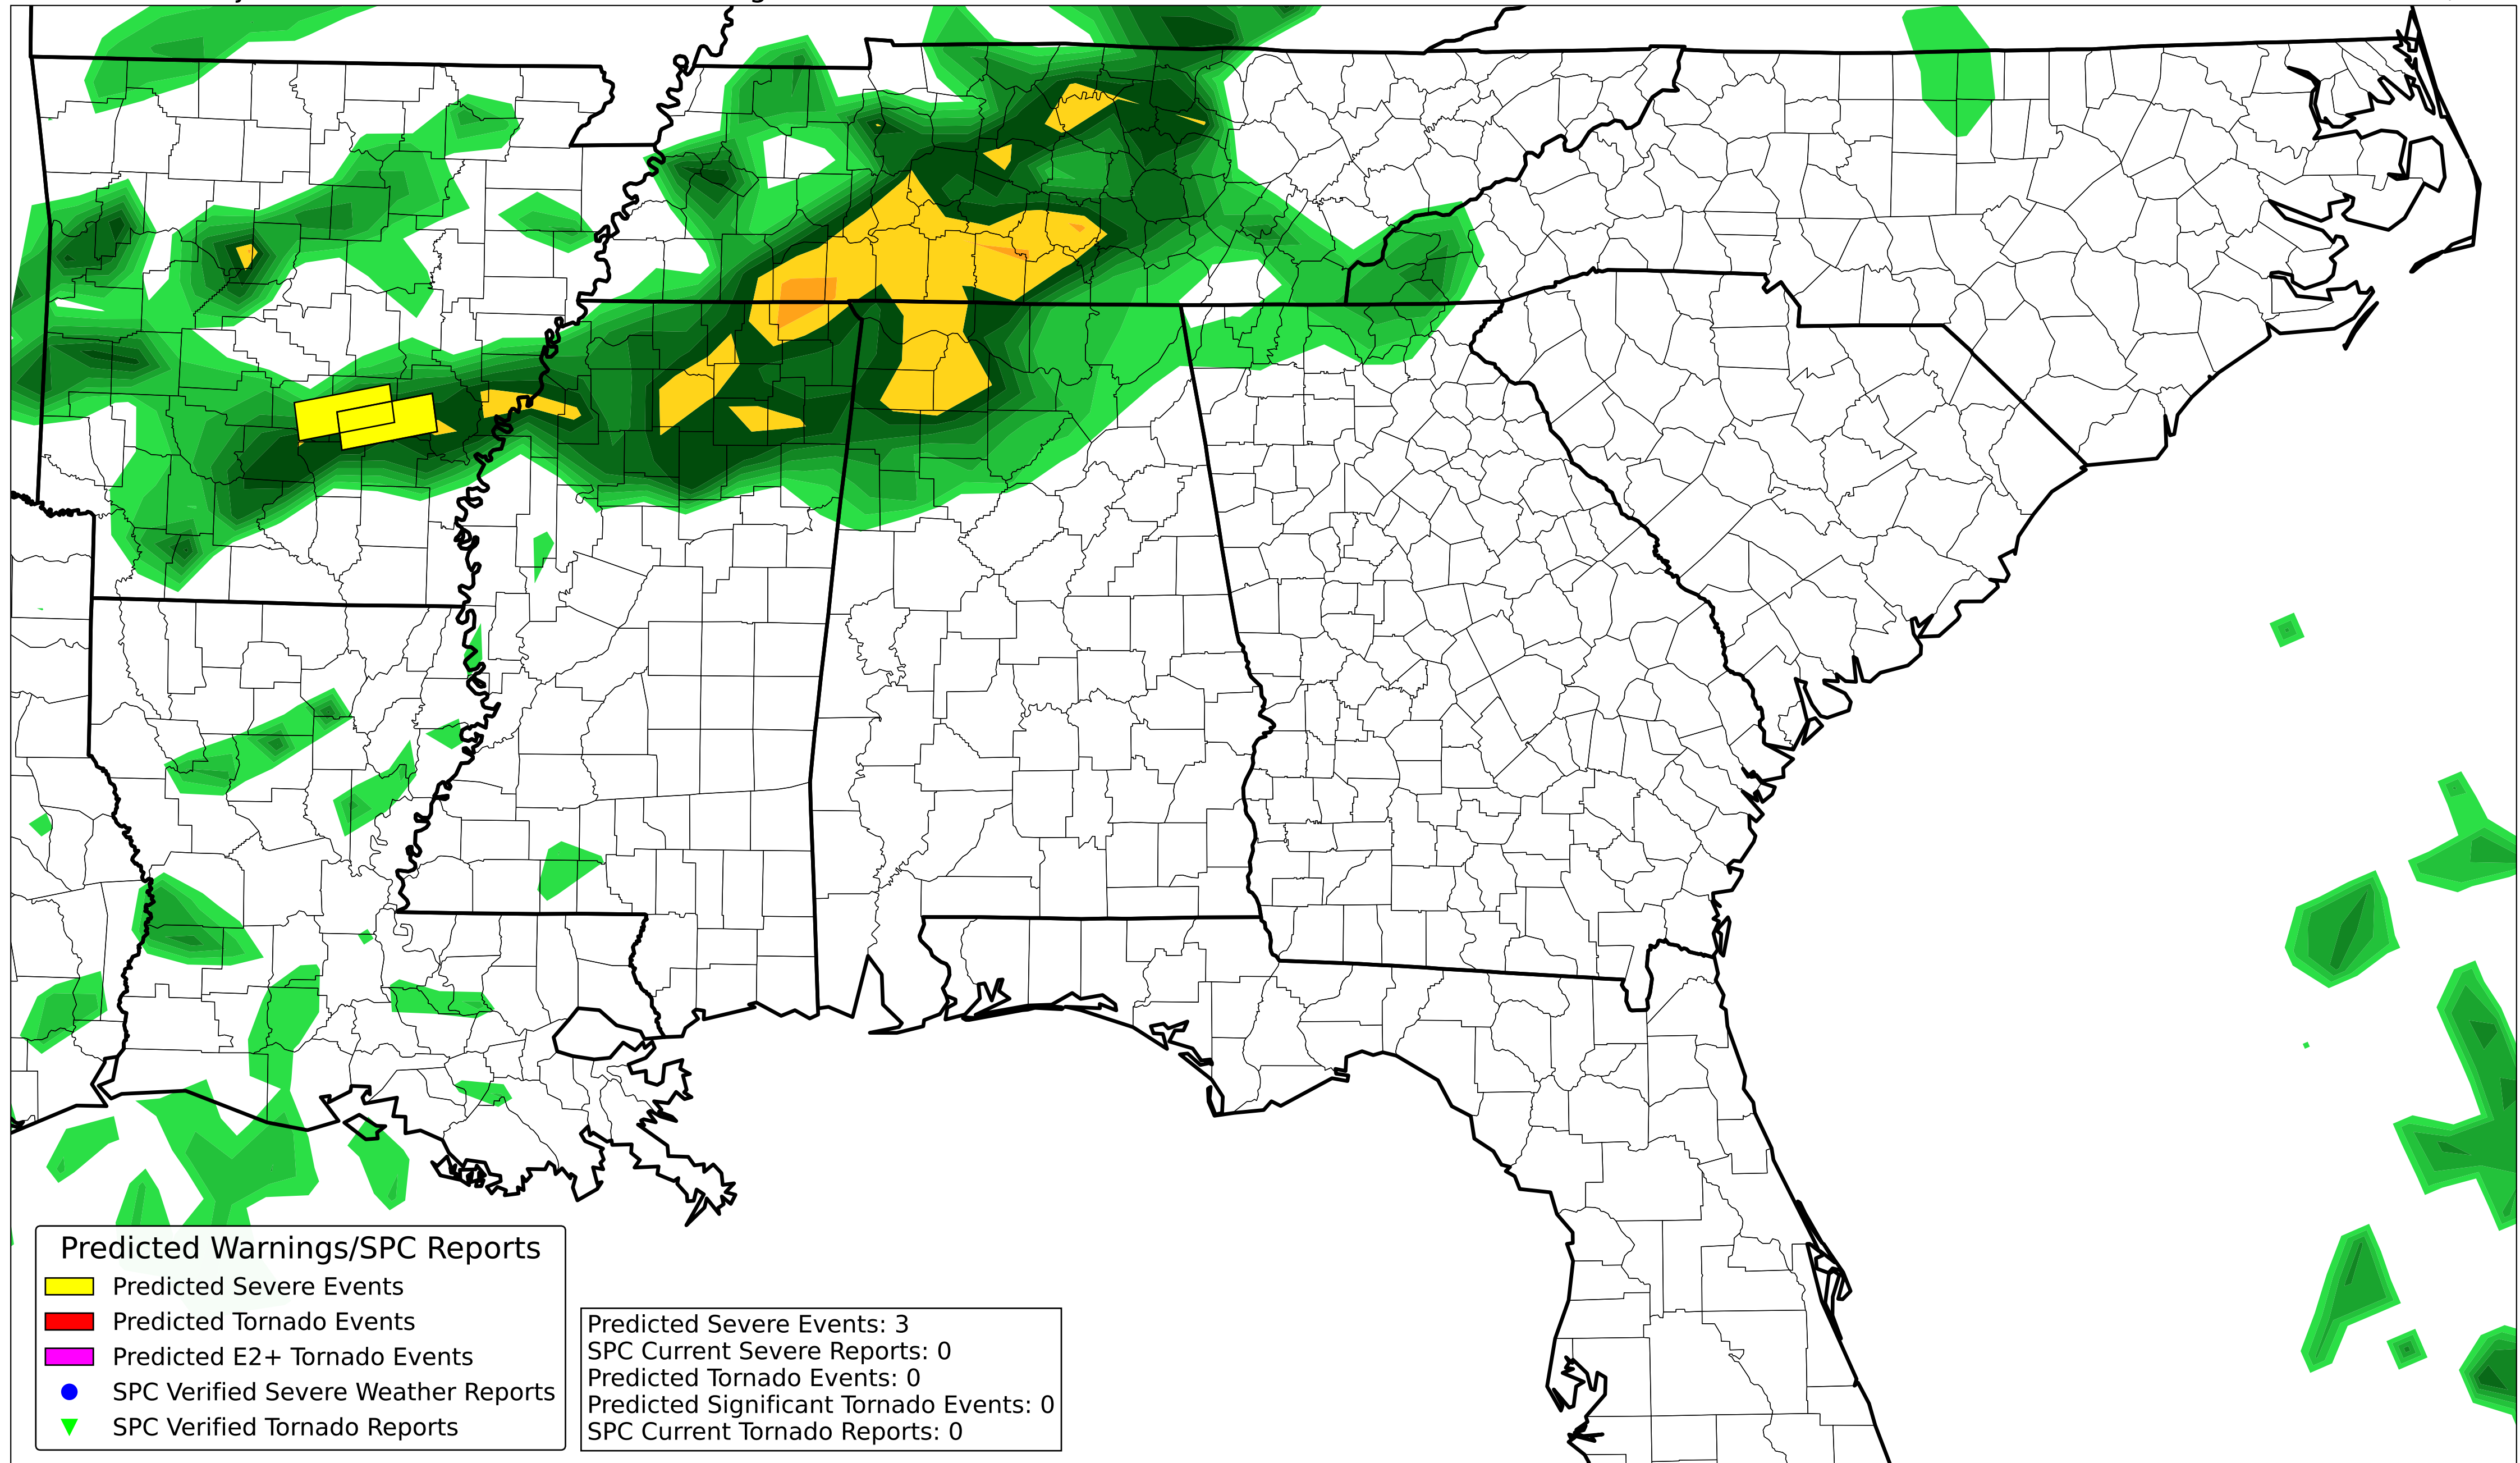 Predicted Warnings/SPC Reports
Predicted Severe Events
Predicted Tornado Events
Predicted E2+ Tornado Events
SPC Verified Severe Weather Reports
SPC Verified Tornado Reports
Predicted Severe Events: 3
SPC Current Severe Reports: 0
Predicted Tornado Events: 0
Predicted Significant Tornado Events: 0
SPC Current Tornado Reports: 0